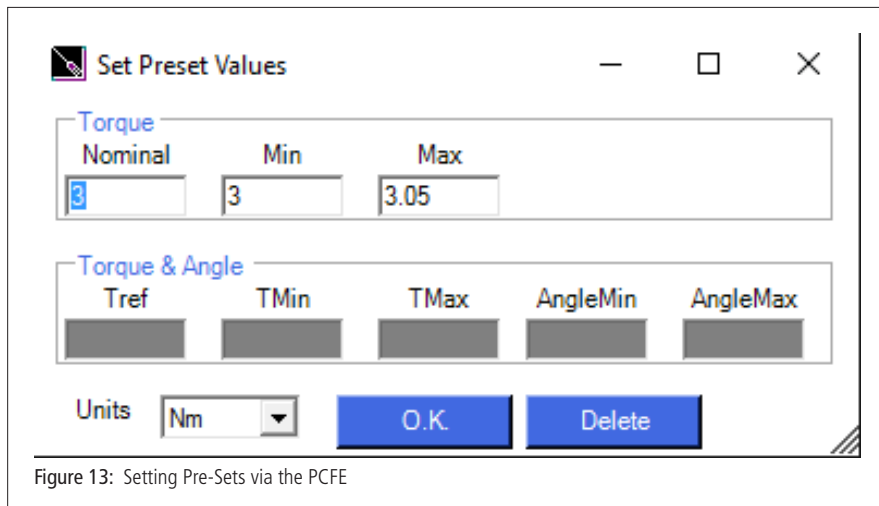 Set Preset Values
Torque
Nominal Min Max
3 3 3.05
Torque & Angle
Tref TMin TMax AngleMin AngleMax
Units Nm O.K. Delete
Figure 13: Setting Pre-Sets via the PCFE